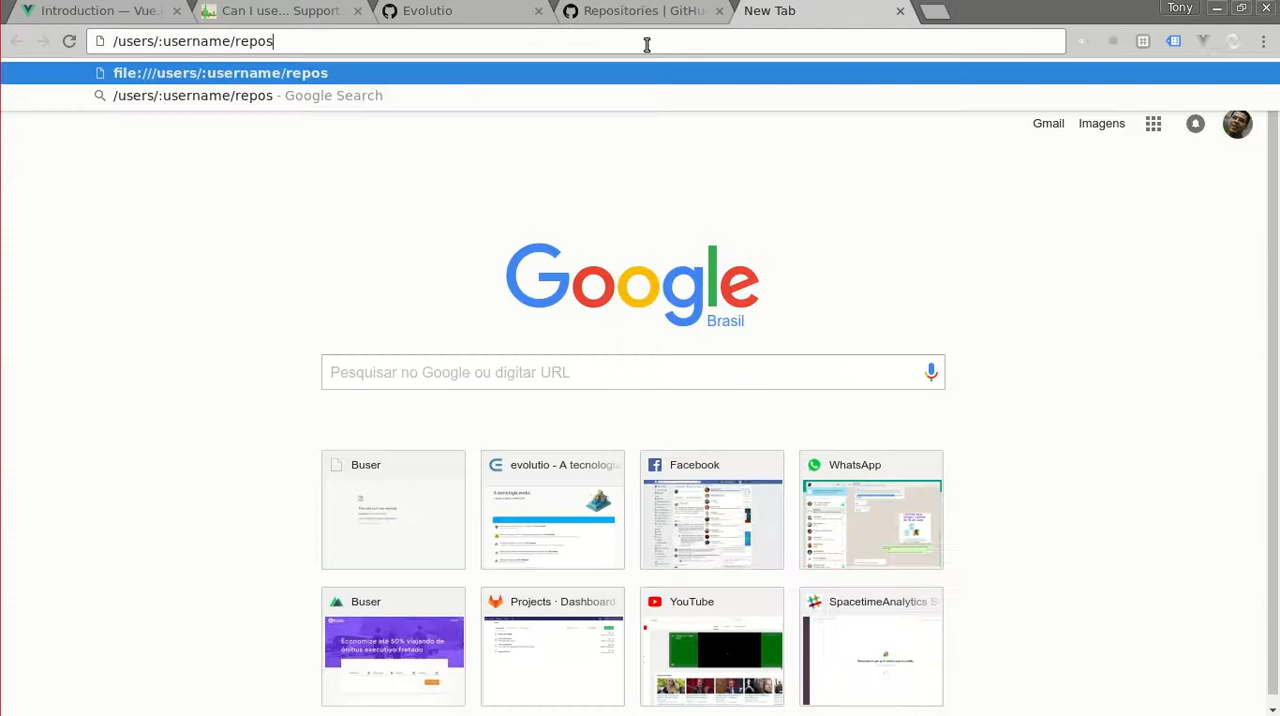 Introduction — Vue.j
Can I use... Support
Evolutio
Repositories | GitHu
New Tab
Tony
/users/:username/repos
file:///users/:username/repos
/users/:username/repos - Google Search
Gmail
Imagens
Google
Brasil
Pesquisar no Google ou digitar URL
Buser
evolutio - A tecnologia
Facebook
WhatsApp
Buser
Projects · Dashboard
YouTube
SpacetimeAnalytics S
Economize até 50% viajando de
ônibus executivo fretado